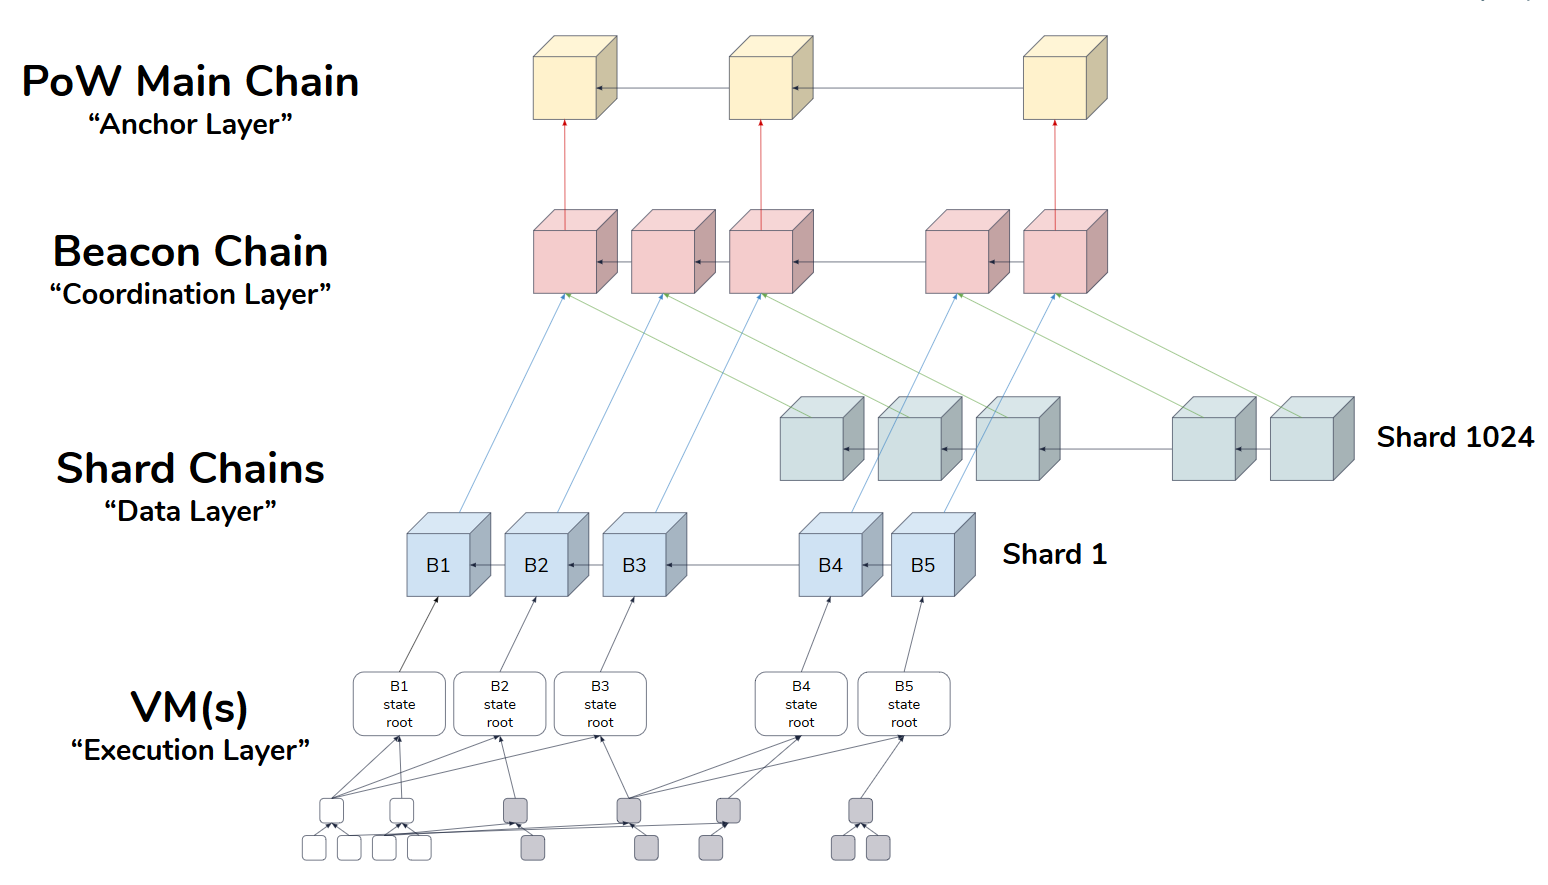 PoW Main Chain
“Anchor Layer”
Beacon Chain
“Coordination Layer”
Shard 1024
Shard Chains
“Data Layer”
B1
B2
B3
B4
B5
Shard 1
VM(s)
“Execution Layer”
B1
state
root
B2
state
root
B3
state
root
B4
state
root
B5
state
root